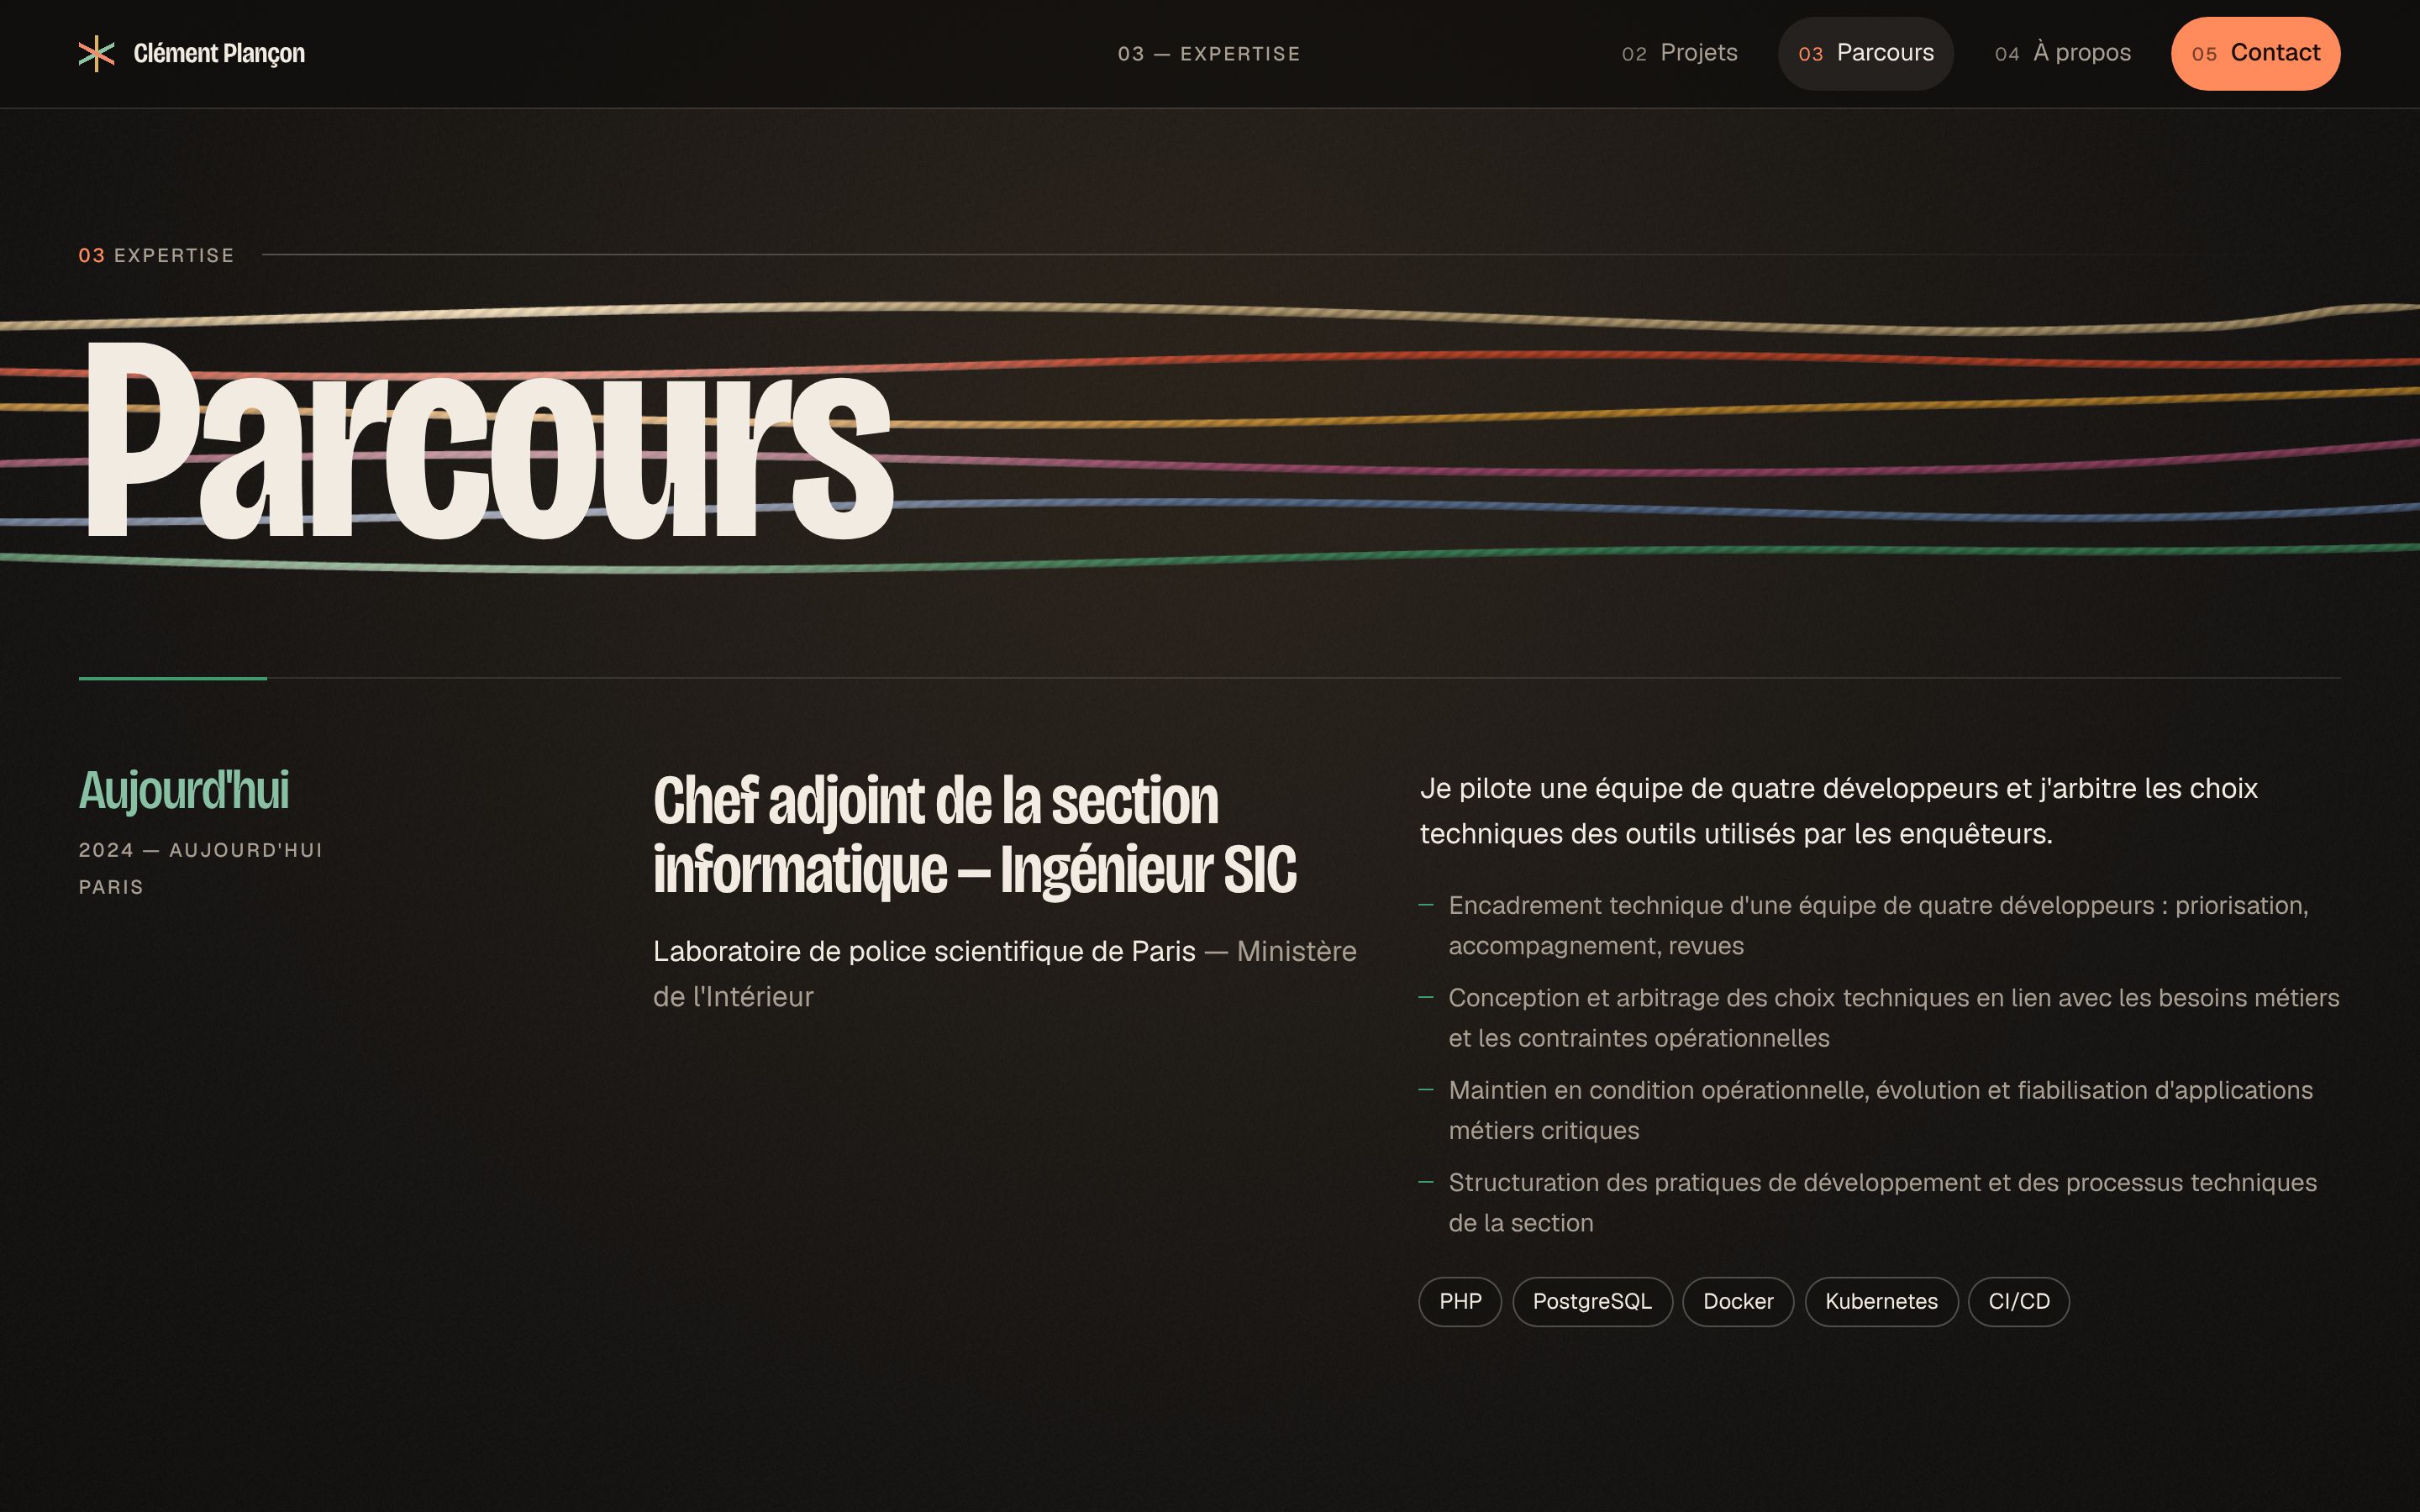 Clément Plançon
03 — EXPERTISE
02 Projets
03 Parcours
04 À propos
05 Contact
03 EXPERTISE
Parcours
Aujourd'hui
2024 — AUJOURD'HUI
PARIS
Chef adjoint de la section
informatique — Ingénieur SIC
Laboratoire de police scientifique de Paris — Ministère
de l'Intérieur
Je pilote une équipe de quatre développeurs et j'arbitre les choix
techniques des outils utilisés par les enquêteurs.
— Encadrement technique d'une équipe de quatre développeurs : priorisation,
accompagnement, revues
— Conception et arbitrage des choix techniques en lien avec les besoins métiers
et les contraintes opérationnelles
— Maintien en condition opérationnelle, évolution et fiabilisation d'applications
métiers critiques
— Structuration des pratiques de développement et des processus techniques
de la section
PHP
PostgreSQL
Docker
Kubernetes
CI/CD